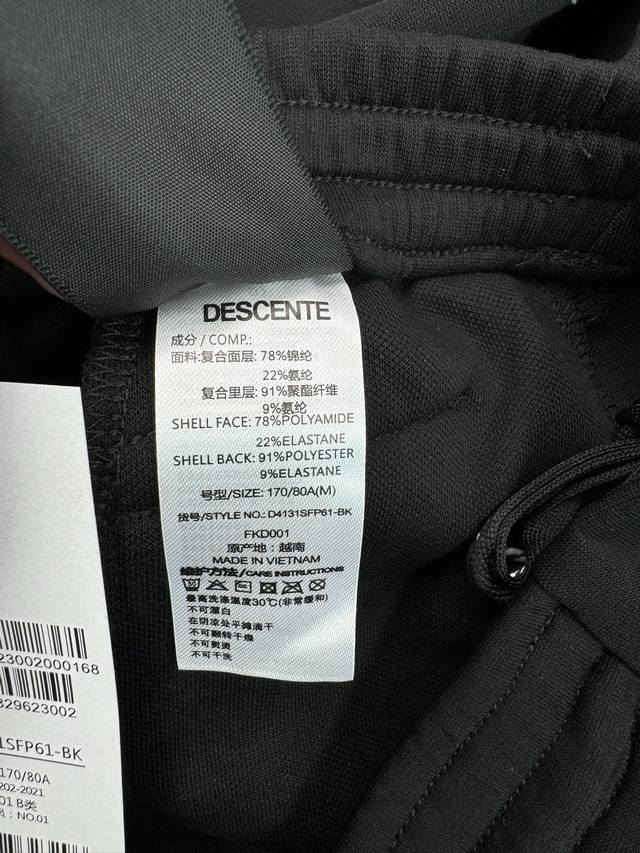 DESCENTE
成分 / COMP.:
面料:复合面层: 78%锦纶
22%氨纶
复合里层: 91%聚酯纤维
9%氨纶
SHELL FACE: 78%POLYAMIDE
22%ELASTANE
SHELL BACK: 91%POLYESTER
9%ELASTANE
号型/SIZE: 170/80A(M)
货号/STYLE NO.: D4131SFP61-BK
FKD001
原产地: 越南
MADE IN VIETNAM
维护方法/CARE INSTRUCTIONS
最高洗涤温度30℃(非常缓和)
不可漂白
在阴凉处平摊滴干
不可翻转干燥
不可熨烫
不可干洗
23002000168
329623002
1SFP61-BK
170/80A
202-2021
01 B类
: NO.01